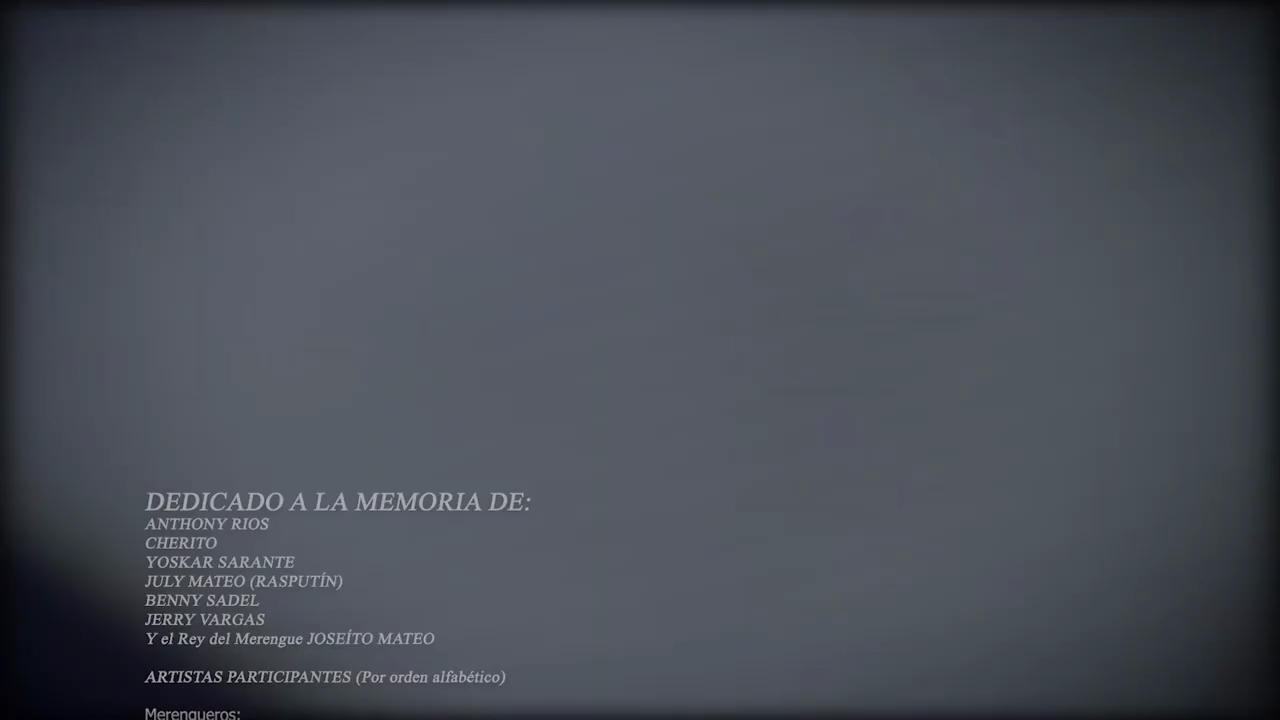 DEDICADO A LA MEMORIA DE:
ANTHONY RIOS
CHERITO
YOSKAR SARANTE
JULY MATEO (RASPUTÍN)
BENNY SADEL
JERRY VARGAS
Y el Rey del Merengue JOSEÍTO MATEO
ARTISTAS PARTICIPANTES (Por orden alfabético)
Merengueros: